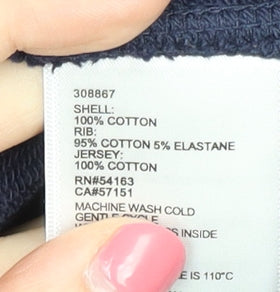 308867
SHELL:
100% COTTON
RIB:
95% COTTON 5% ELASTANE
JERSEY:
100% COTTON
RN#54163
CA#57151
MACHINE WASH COLD
GENTLE CYCLE
INSIDE
IS 110°C